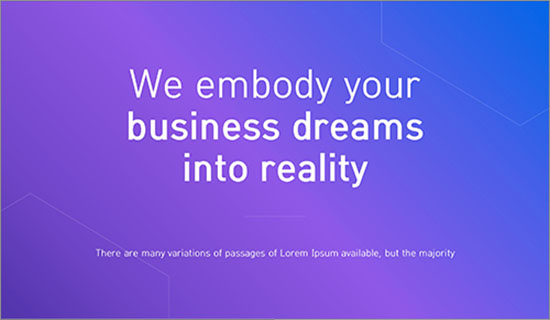 We embody your
business dreams
into reality
There are many variations of passages of Lorem Ipsum available, but the majority